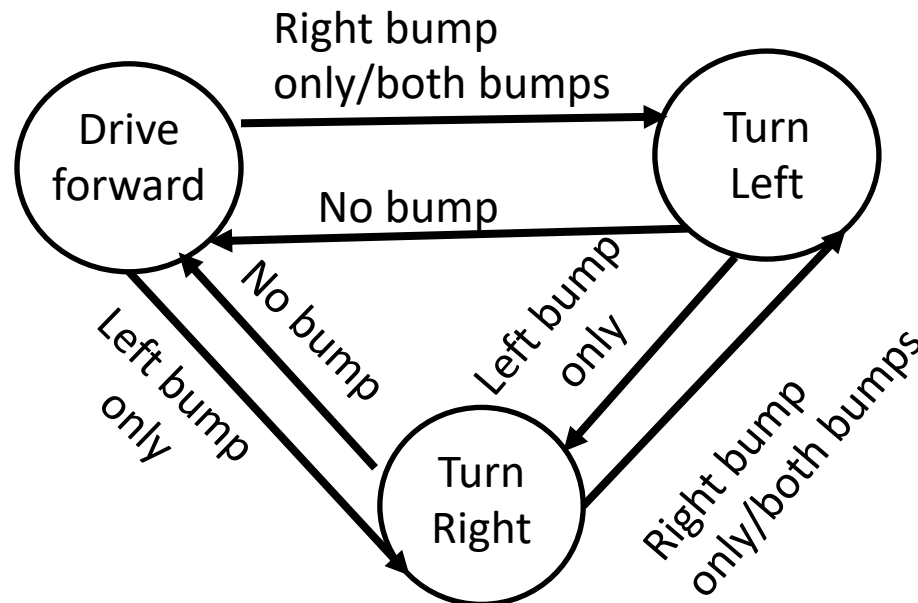 Right bump
only/both bumps
Drive
forward
Turn
Left
No bump
No bump
Left bump
only
Left bump
only
Turn
Right
Right bump
only/both bumps